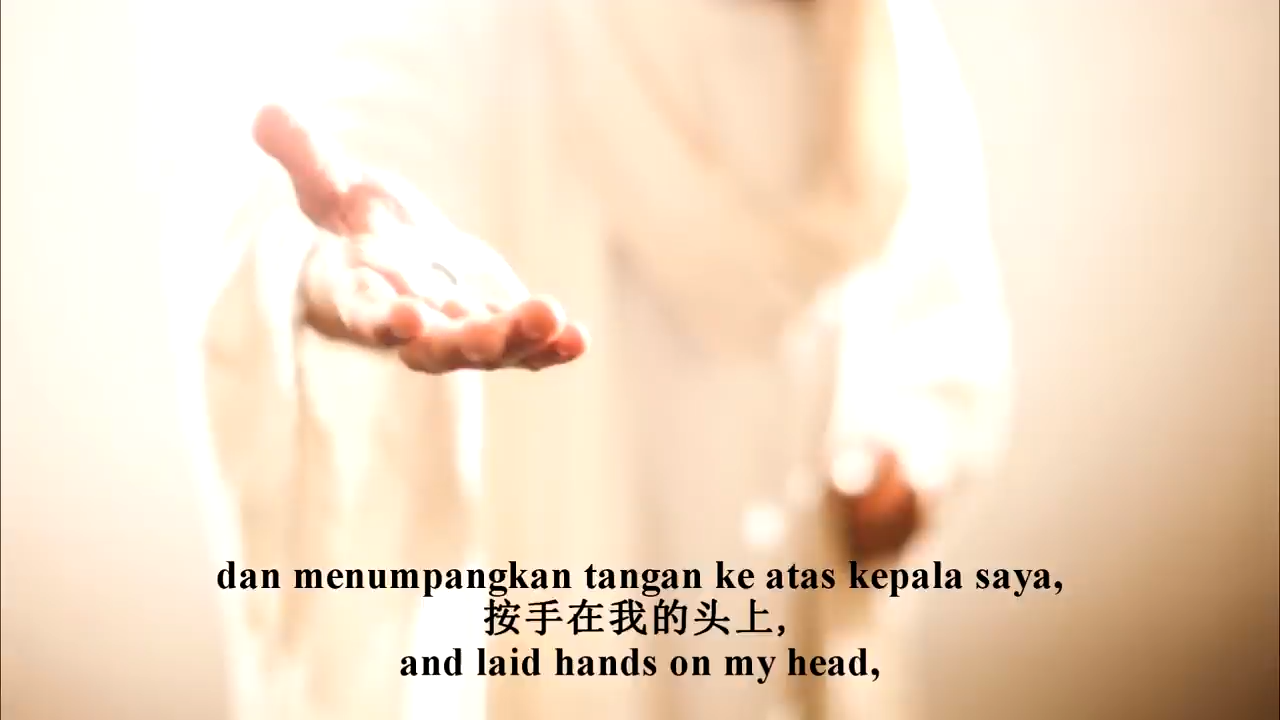 dan menumpangkan tangan ke atas kepala saya,
按手在我的头上,
and laid hands on my head,